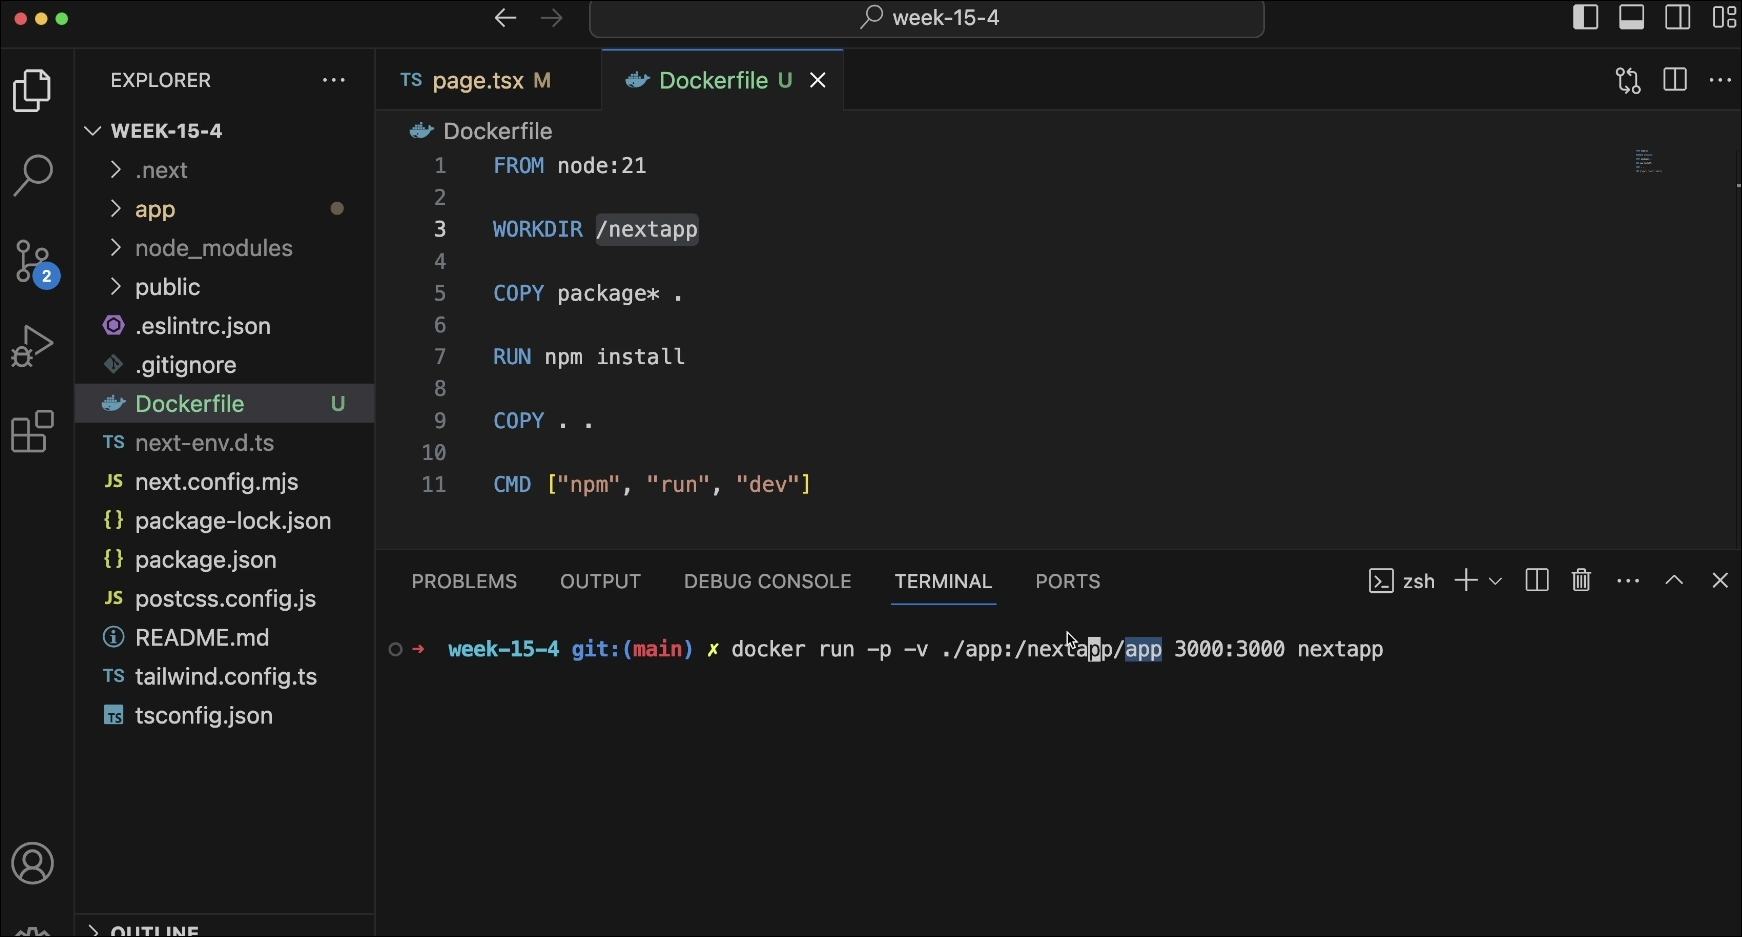 week-15-4
EXPLORER
TS page.tsx M
Dockerfile U
WEEK-15-4
.next
app
node_modules
public
.eslintrc.json
.gitignore
Dockerfile U
TS next-env.d.ts
JS next.config.mjs
{} package-lock.json
{} package.json
JS postcss.config.js
README.md
TS tailwind.config.ts
TS tsconfig.json
OUTLINE
2
Dockerfile
1 FROM node:21
2
3 WORKDIR /nextapp
4
5 COPY package* .
6
7 RUN npm install
8
9 COPY . .
10
11 CMD ["npm", "run", "dev"]
PROBLEMS OUTPUT DEBUG CONSOLE TERMINAL PORTS
zsh
week-15-4 git:(main) ✗ docker run -p -v ./app:/nextapp/app 3000:3000 nextapp